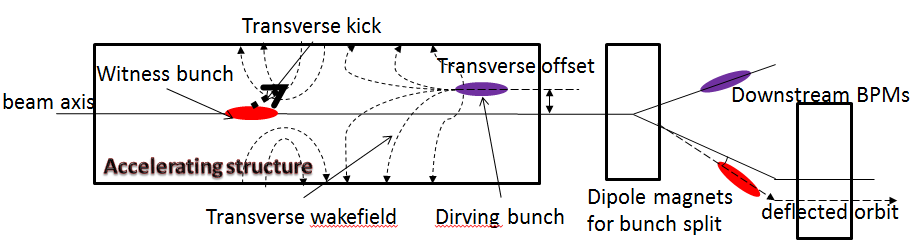 Transverse kick
Witness bunch
Transverse offset
beam axis
Downstream BPMs
Accelerating structure
Transverse wakefield
Dirving bunch
Dipole magnets
for bunch split
deflected orbit